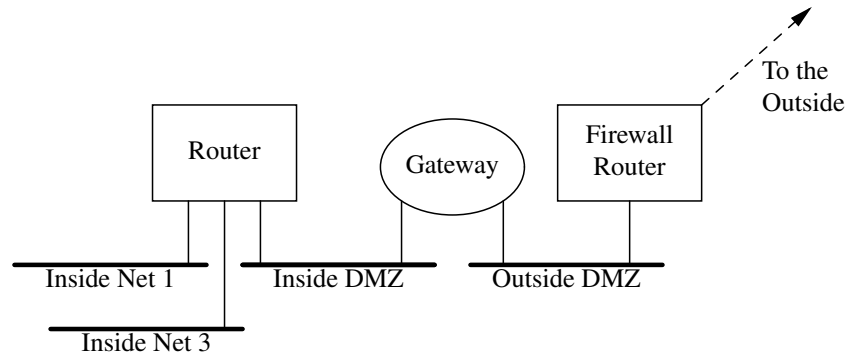 To the
Outside
Router
Gateway
Firewall
Router
Inside Net 1
Inside DMZ
Outside DMZ
Inside Net 3